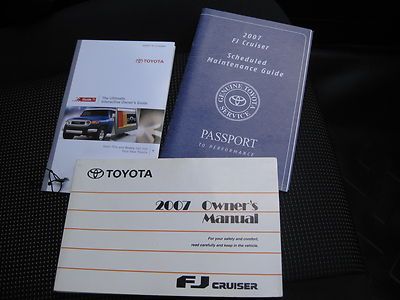 TOYOTA
The Ultimate
Interactive Owner's Guide
2007
FJ Cruiser
Scheduled
Maintenance Guide
GENUINE TOYOTA
SERVICE
PASSPORT
TO PERFORMANCE
TOYOTA
2007 Owner's
Manual
For your safety and comfort,
read carefully and keep in the vehicle.
FJ CRUISER